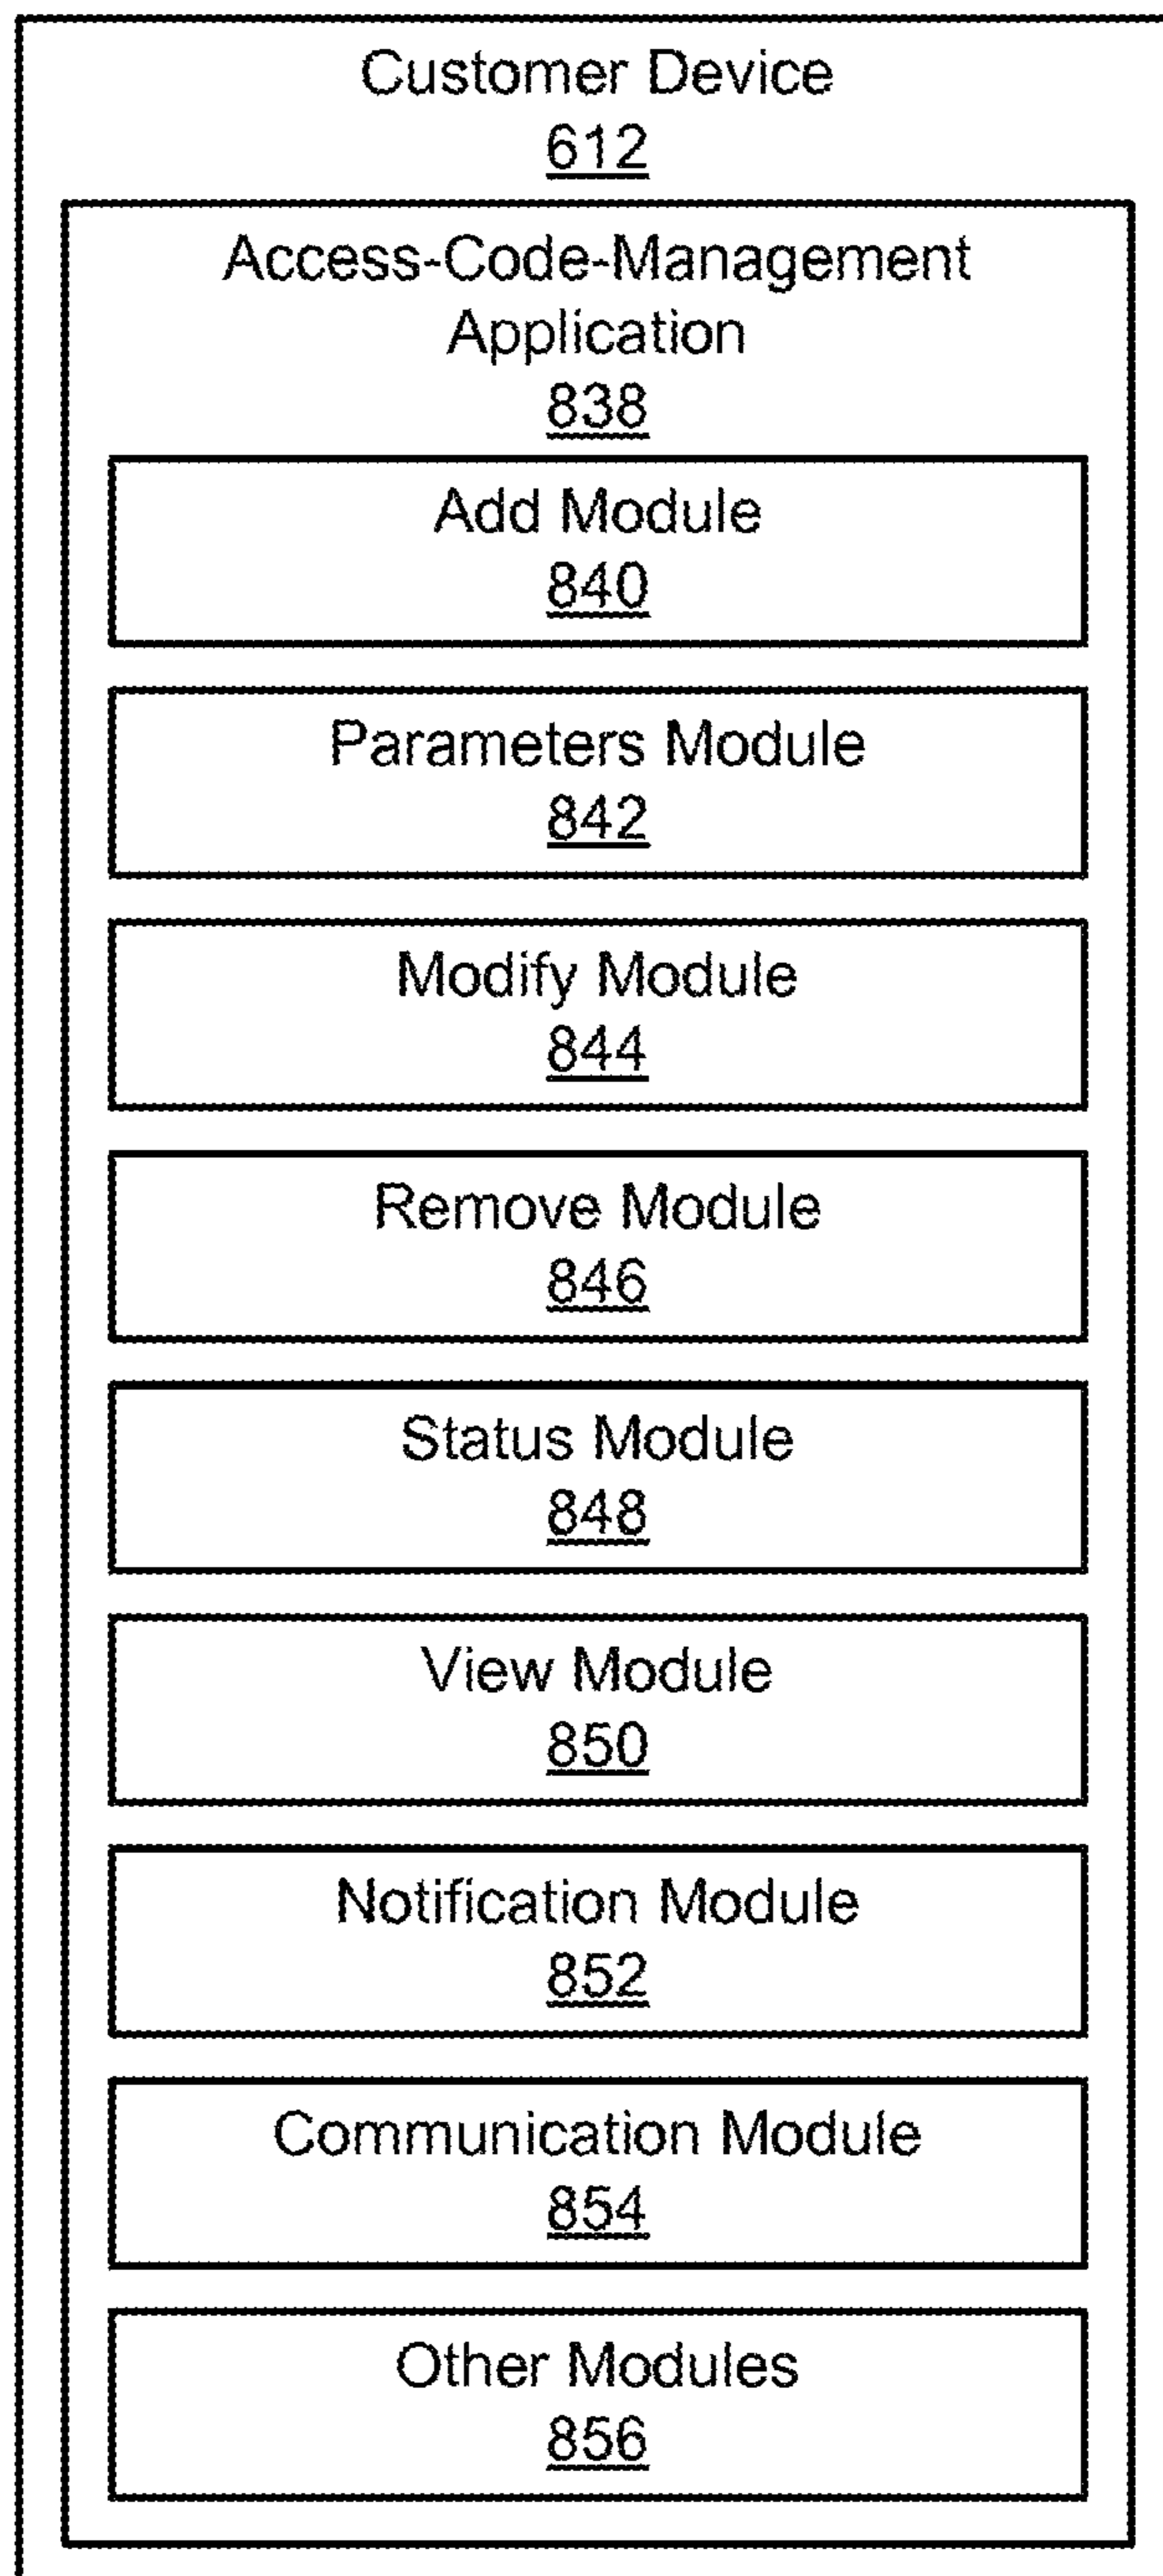 Customer Device
612
Access-Code-Management
Application
838
Add Module
840
Parameters Module
842
Modify Module
844
Remove Module
846
Status Module
848
View Module
850
Notification Module
852
Communication Module
854
Other Modules
856